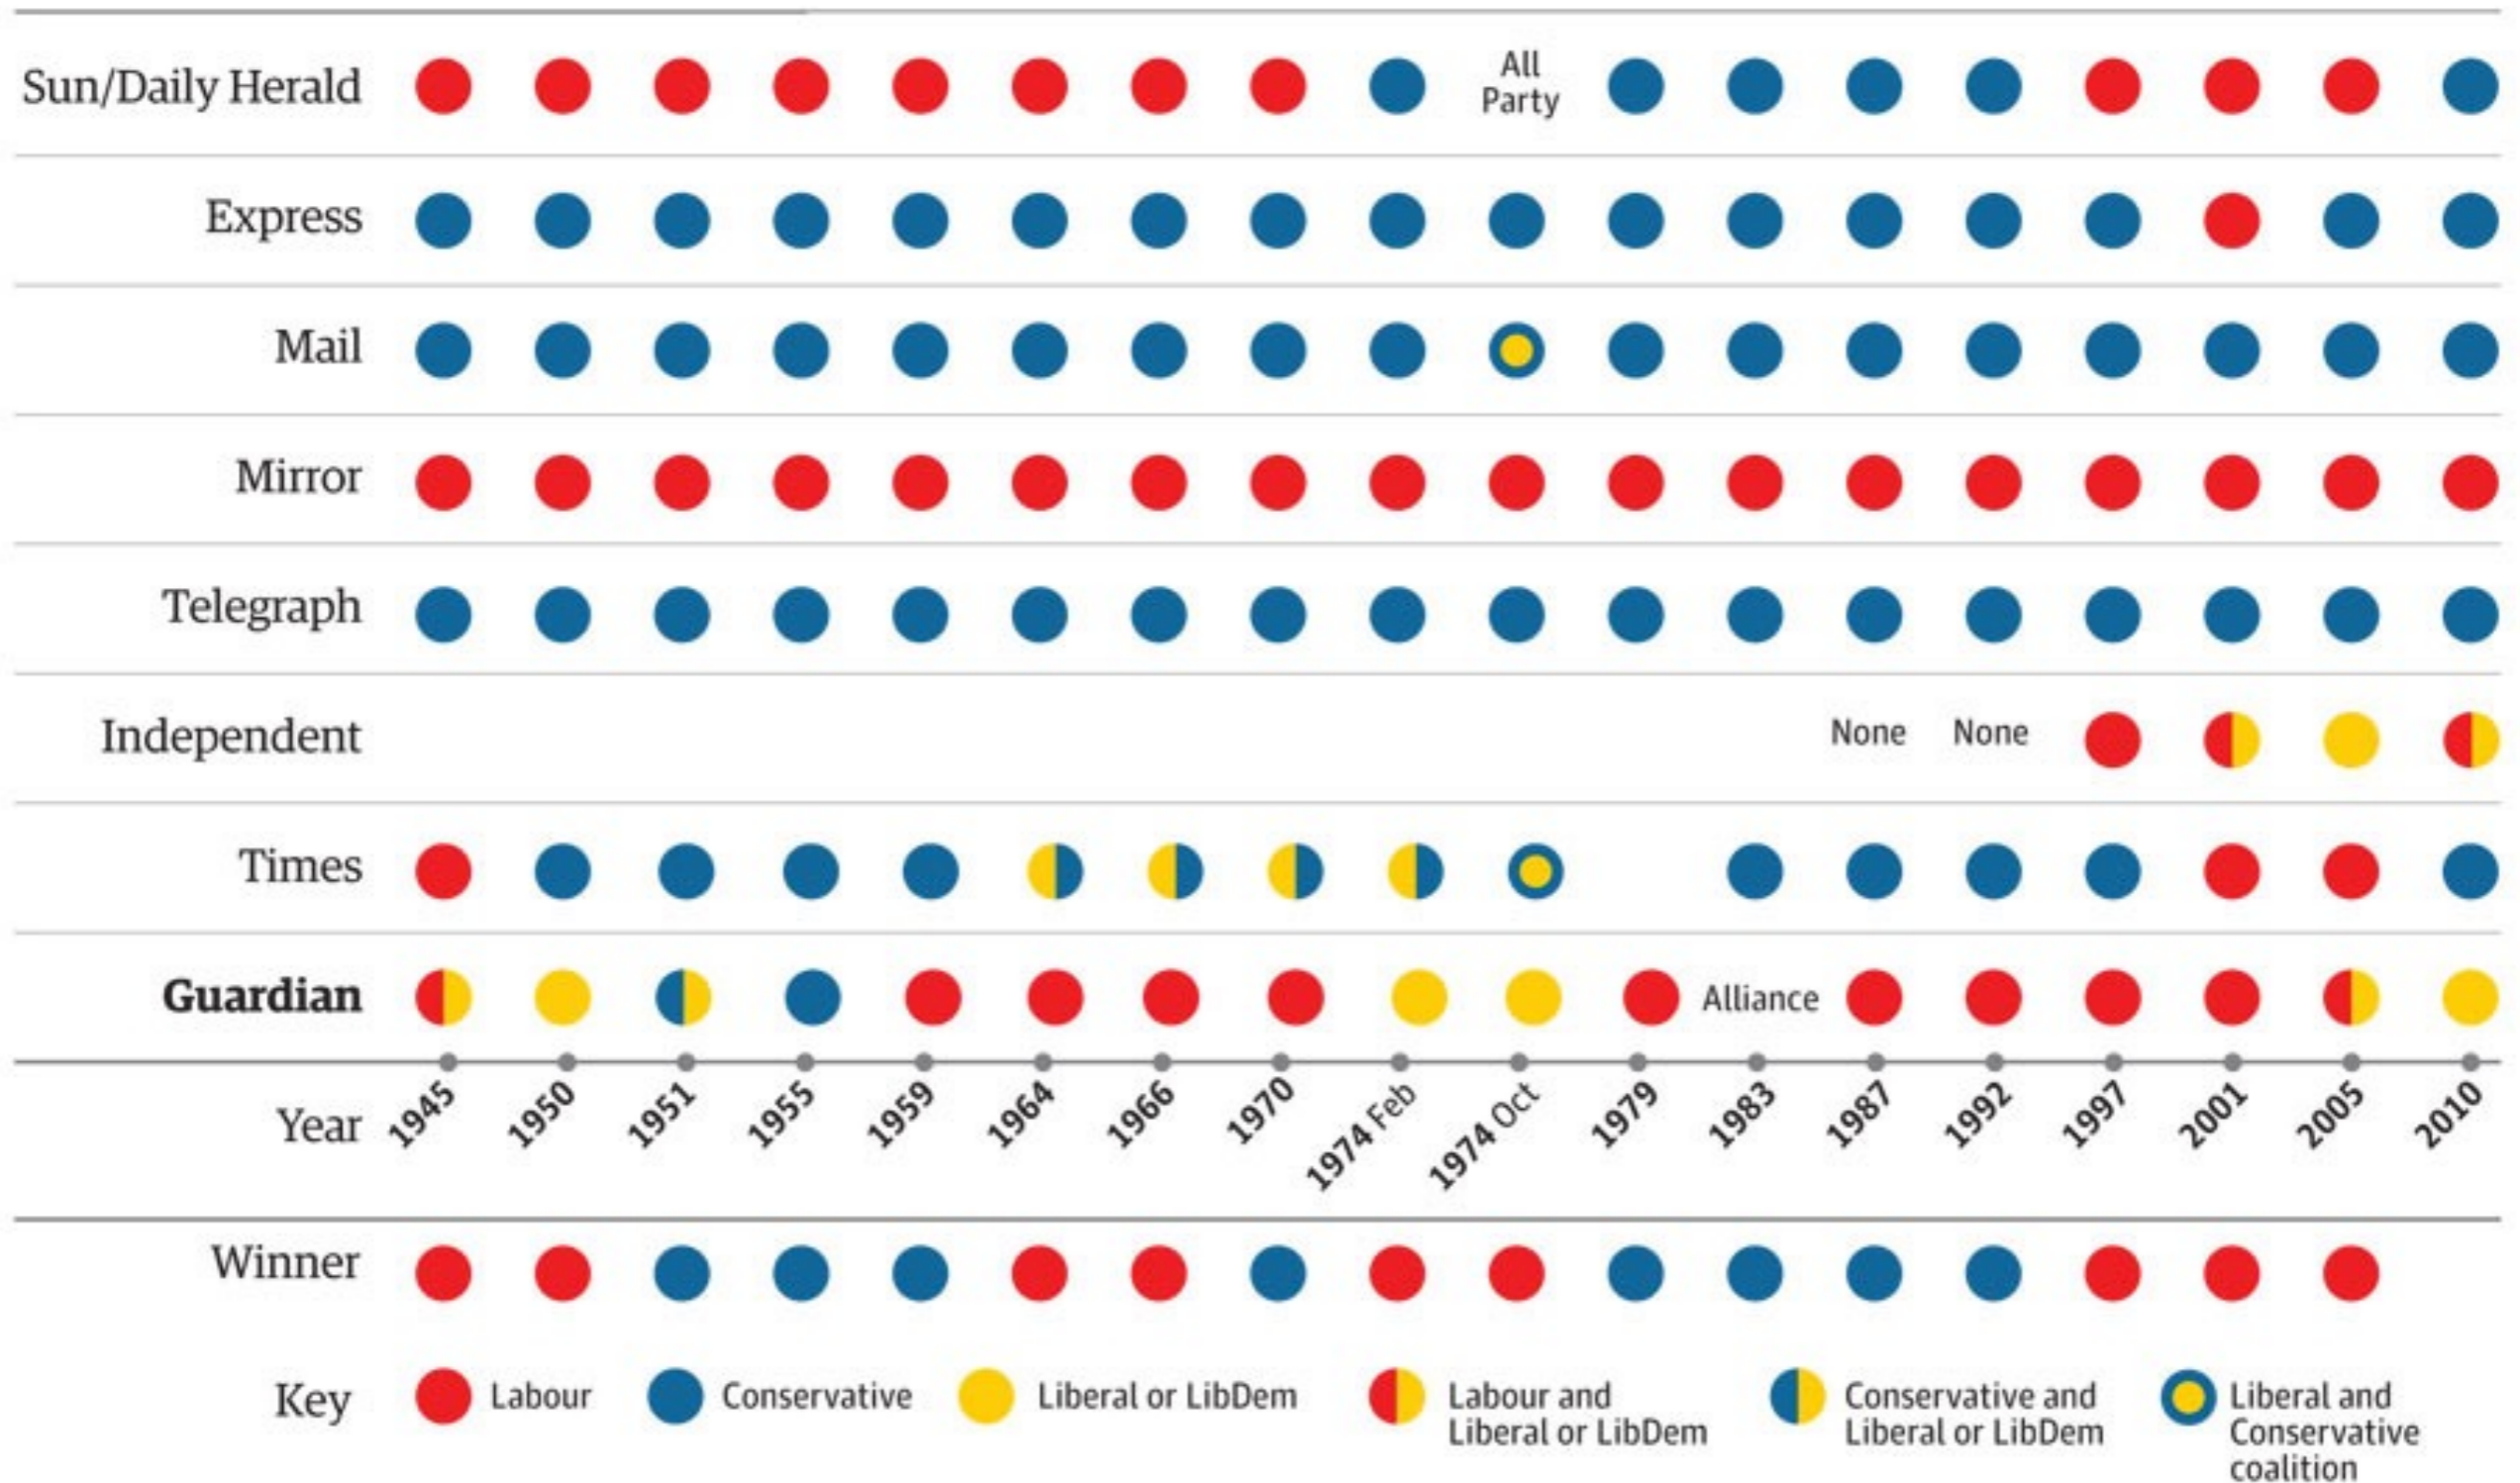 Sun/Daily Herald
All
Party
Express
Mail
Mirror
Telegraph
Independent
None
None
Times
Guardian
Alliance
Year
1945
1950
1951
1955
1959
1964
1966
1970
1974 Feb
1974 Oct
1979
1983
1987
1992
1997
2001
2005
2010
Winner
Key
Labour
Conservative
Liberal or LibDem
Labour and
Liberal or LibDem
Conservative and
Liberal or LibDem
Liberal and
Conservative
coalition